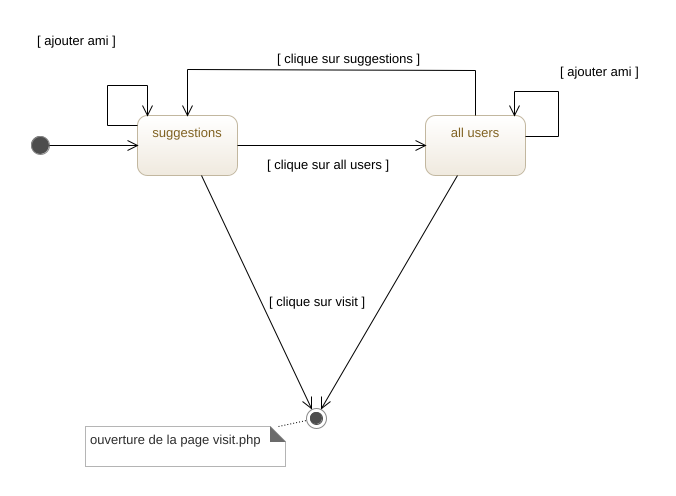 [ ajouter ami ]
[ clique sur suggestions ]
[ ajouter ami ]
suggestions
all users
[ clique sur all users ]
[ clique sur visit ]
ouverture de la page visit.php